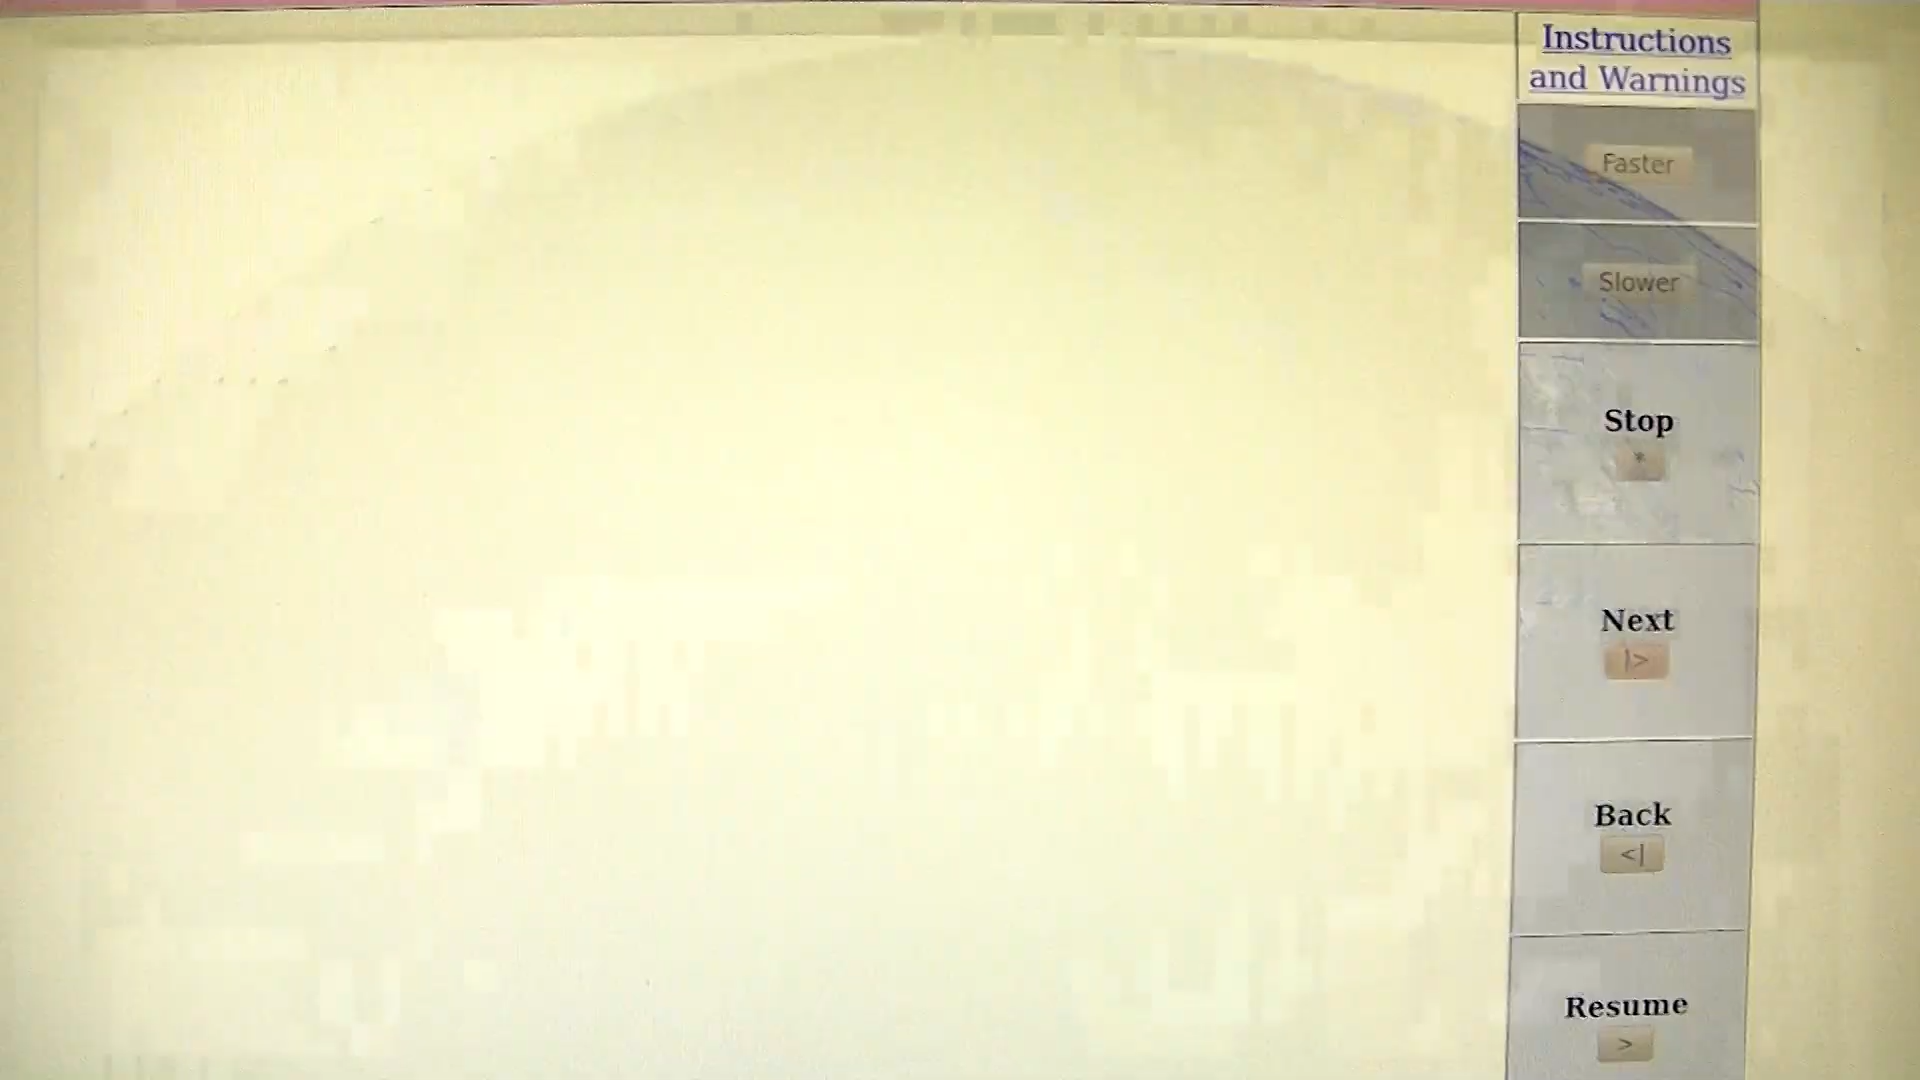 Instructions
and Warnings
Faster
Slower
Stop
*
Next
|>
Back
<|
Resume
>